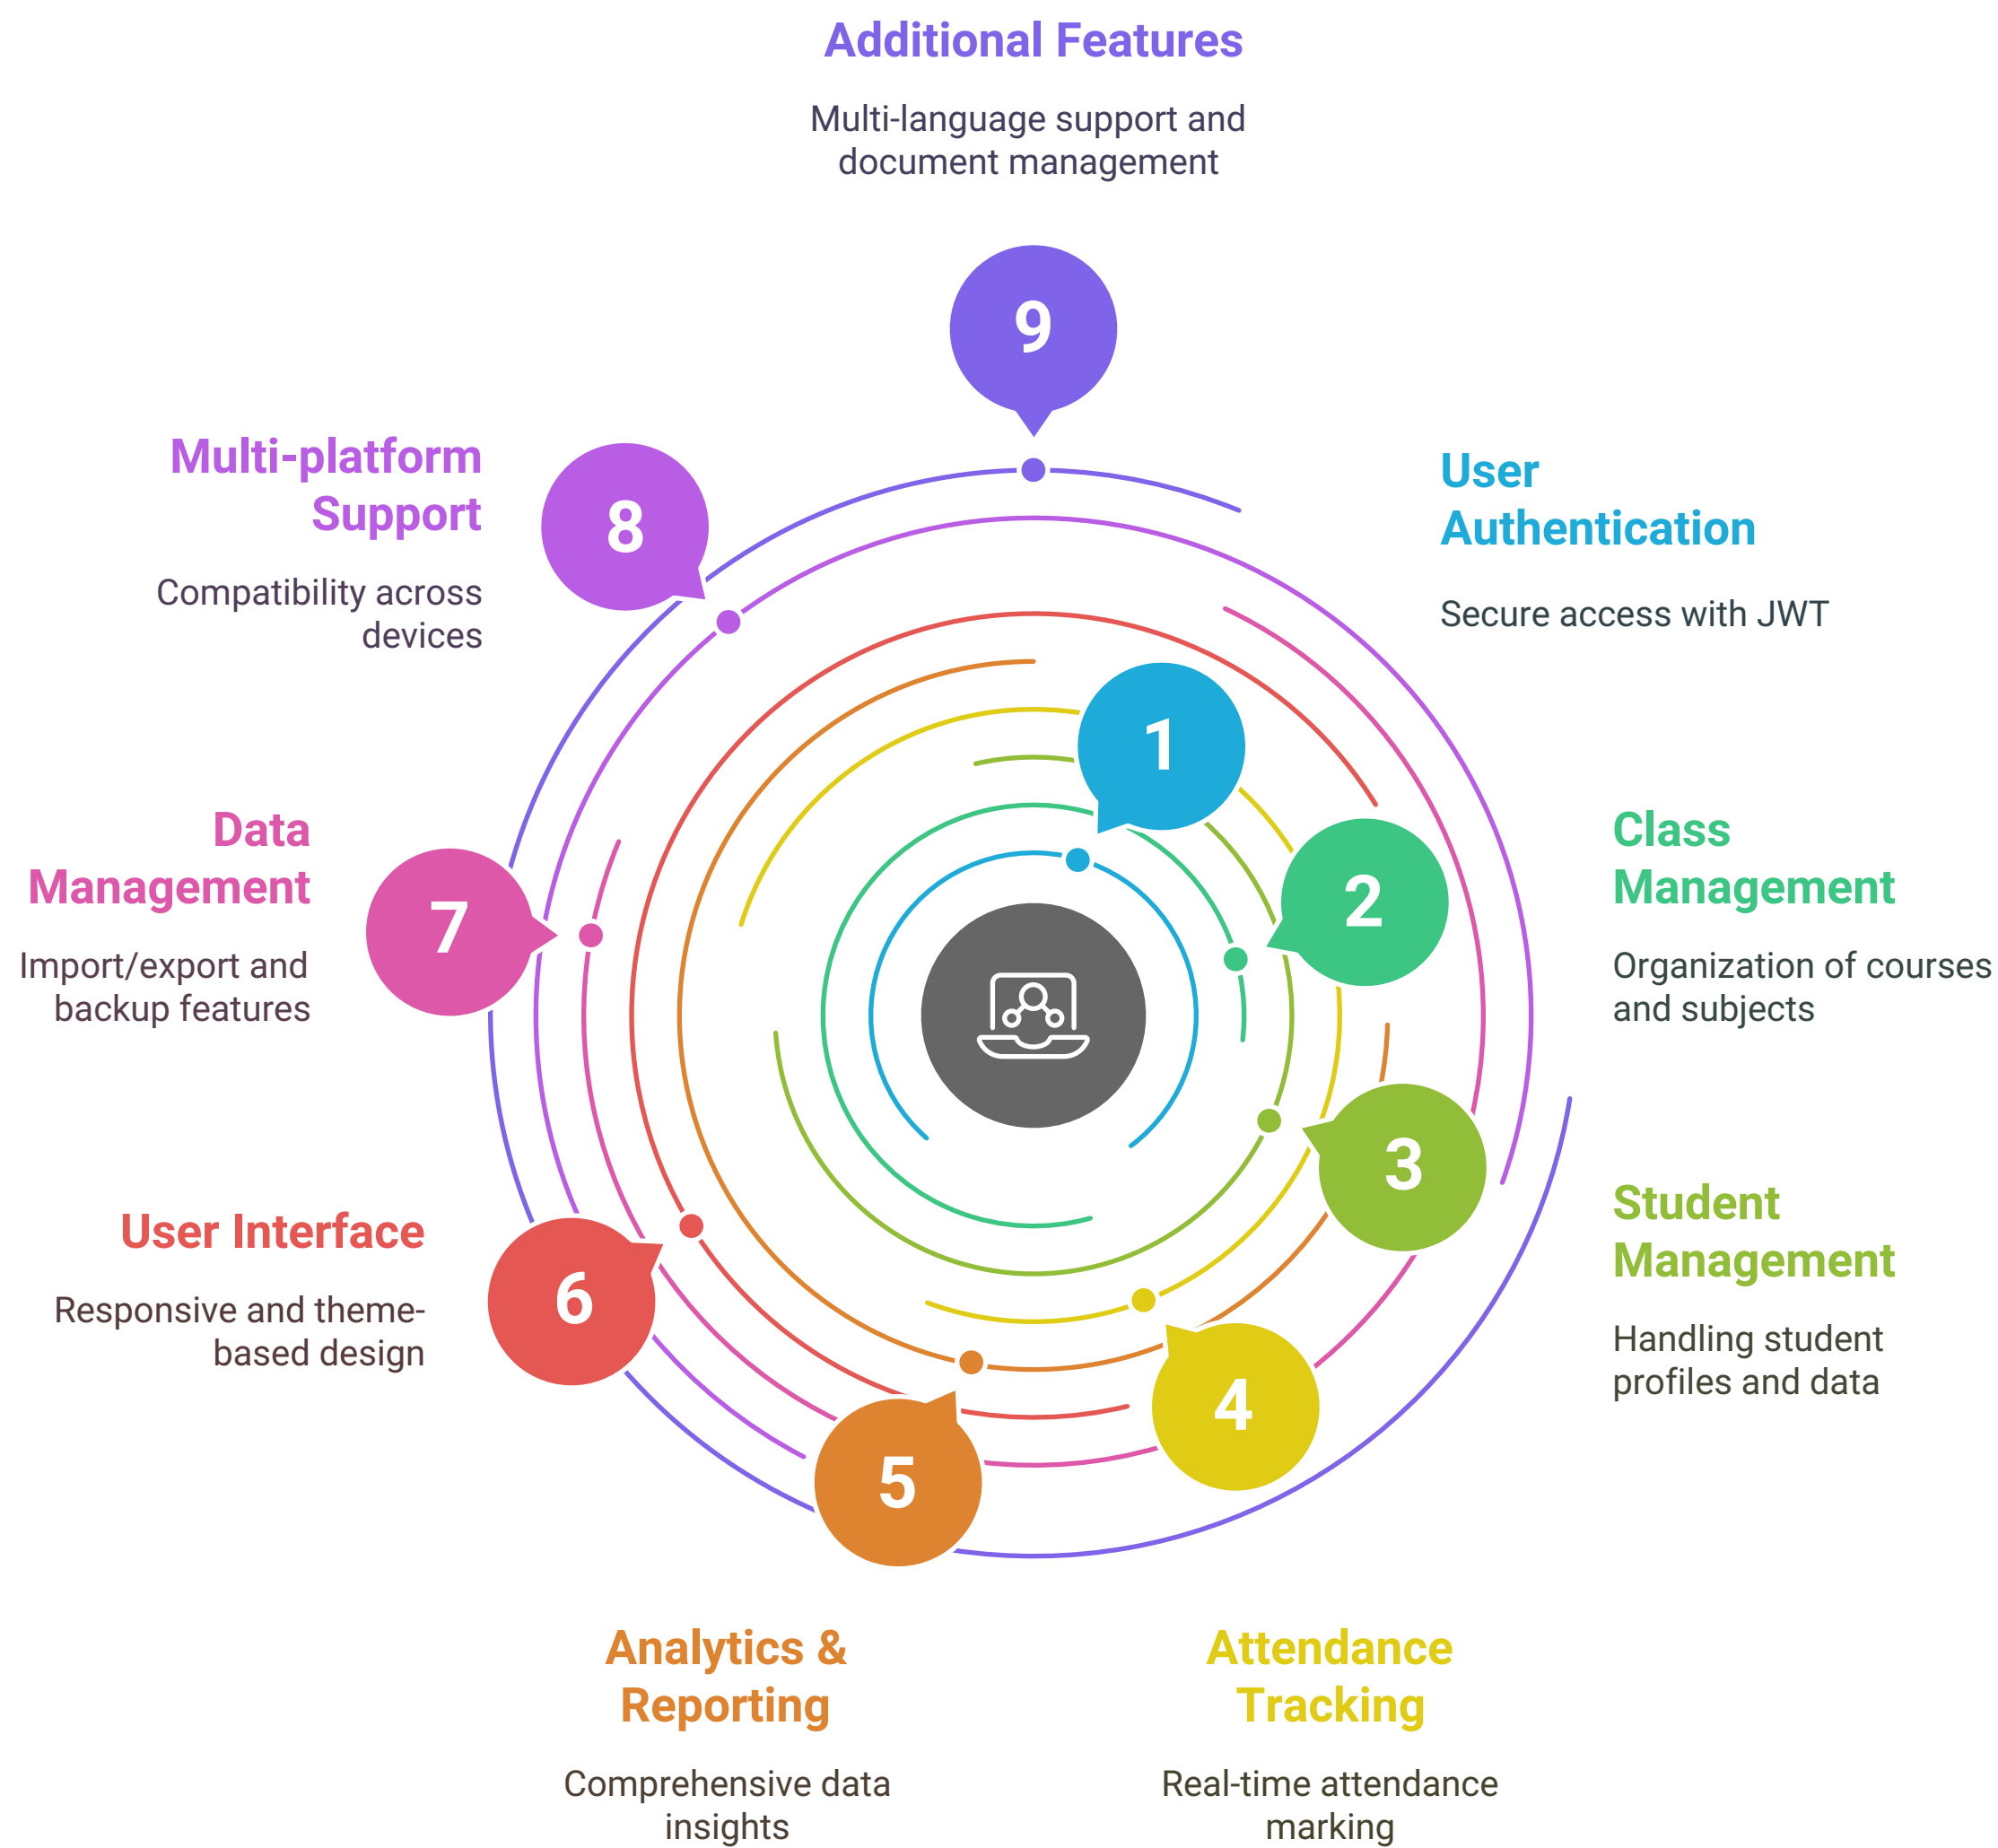 Additional Features
Multi-language support and
document management
9
Multi-platform
Support
Compatibility across
devices
8
User
Authentication
Secure access with JWT
1
Data
Management
Import/export and
backup features
7
Class
Management
Organization of courses
and subjects
2
User Interface
Responsive and theme-
based design
6
Student
Management
Handling student
profiles and data
3
4
5
Analytics &
Reporting
Comprehensive data
insights
Attendance
Tracking
Real-time attendance
marking